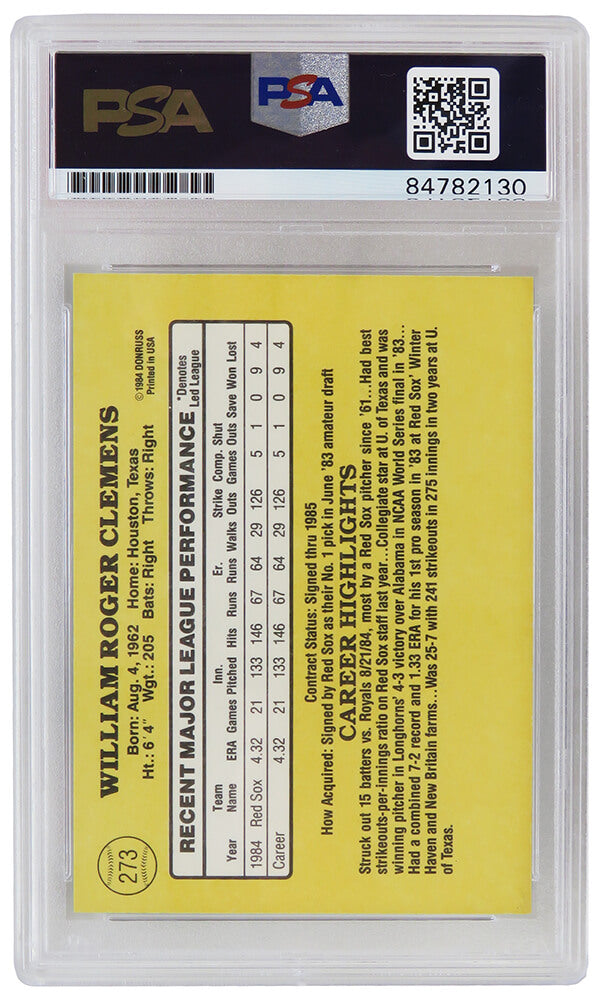 PSA
PSA
84782130
273
WILLIAM ROGER CLEMENS
© 1984 DONRUSS
Printed in USA
Born: Aug. 4, 1962 Home: Houston, Texas
Ht.: 6'4" Wgt.: 205 Bats: Right Throws: Right
RECENT MAJOR LEAGUE PERFORMANCE
*Denotes
Led League
Team Inn. Er. Strike Comp. Shut
Year Name ERA Games Pitched Hits Runs Runs Walks Outs Games Outs Save Won Lost
1984 Red Sox 4.32 21 133 146 67 64 29 126 5 1 0 9 4
Career 4.32 21 133 146 67 64 29 126 5 1 0 9 4
Contract Status: Signed thru 1985
How Acquired: Signed by Red Sox as their No. 1 pick in June '83 amateur draft
CAREER HIGHLIGHTS
Struck out 15 batters vs. Royals 8/21/84, most by a Red Sox pitcher since '61...Had best
strikeouts-per-innings ratio on Red Sox staff last year...Collegiate star at U. of Texas and was
winning pitcher in Longhorns' 4-3 victory over Alabama in NCAA World Series final in '83...
Had a combined 7-2 record and 1.33 ERA for his 1st pro season in '83 at Red Sox' Winter
Haven and New Britain farms...Was 25-7 with 241 strikeouts in 275 innings in two years at U.
of Texas.